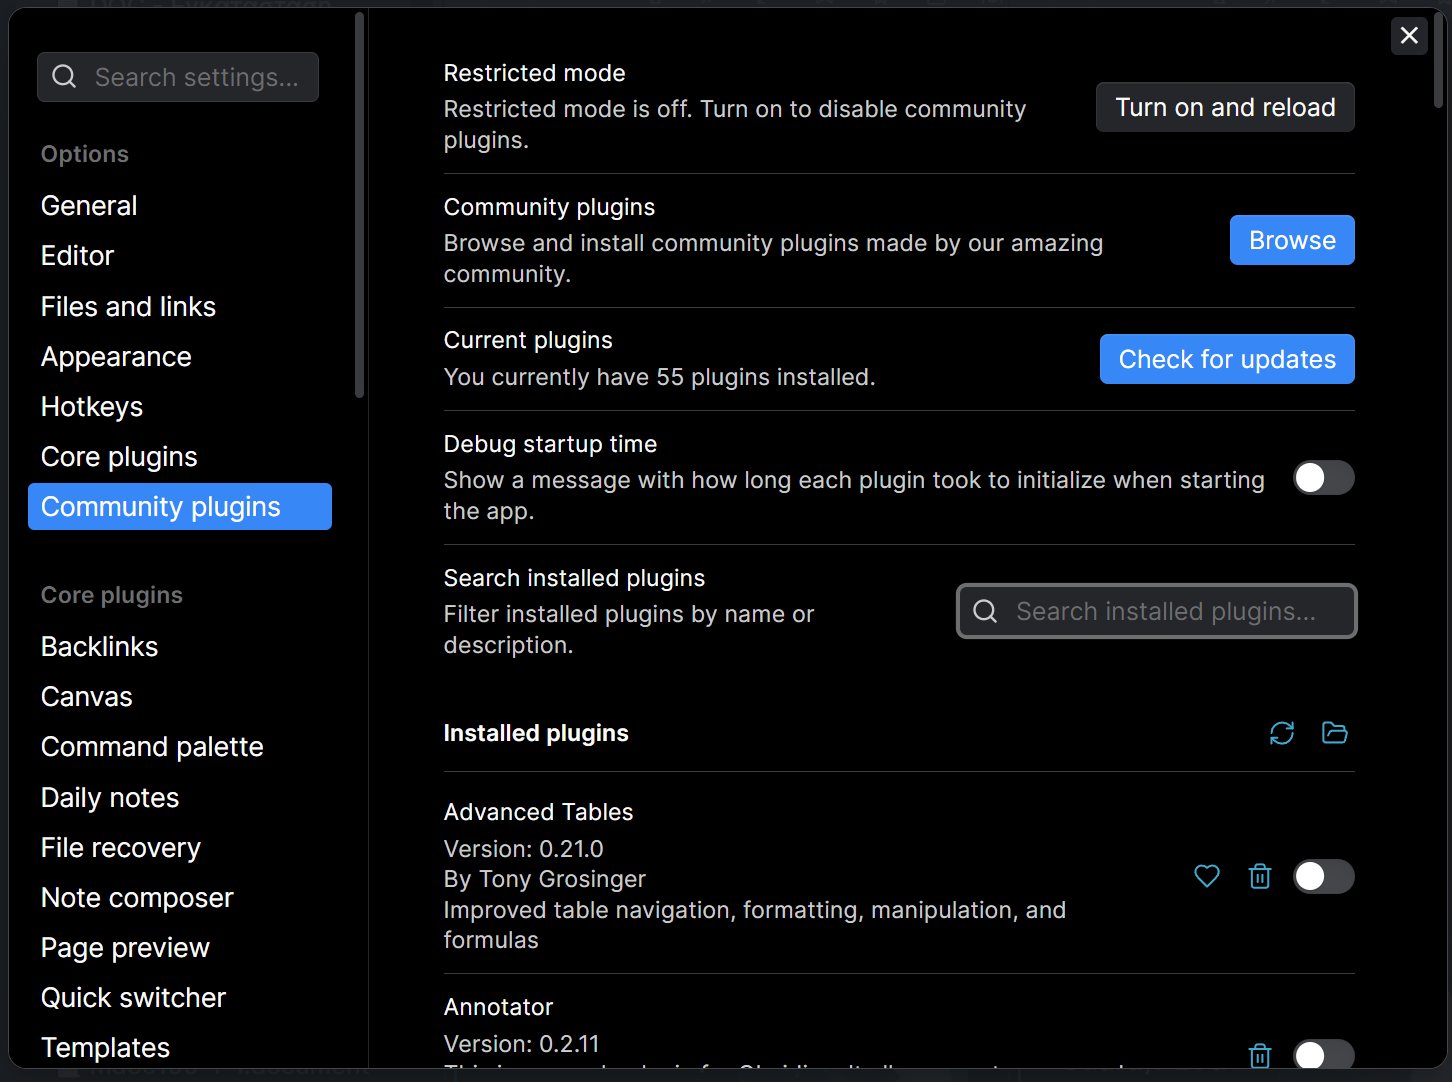 Search settings...
Options
General
Editor
Files and links
Appearance
Hotkeys
Core plugins
Community plugins
Core plugins
Backlinks
Canvas
Command palette
Daily notes
File recovery
Note composer
Page preview
Quick switcher
Templates
Restricted mode
Restricted mode is off. Turn on to disable community
plugins.
Turn on and reload
Community plugins
Browse and install community plugins made by our amazing
community.
Browse
Current plugins
You currently have 55 plugins installed.
Check for updates
Debug startup time
Show a message with how long each plugin took to initialize when starting
the app.
Search installed plugins
Filter installed plugins by name or
description.
Search installed plugins...
Installed plugins
Advanced Tables
Version: 0.21.0
By Tony Grosinger
Improved table navigation, formatting, manipulation, and
formulas
Annotator
Version: 0.2.11